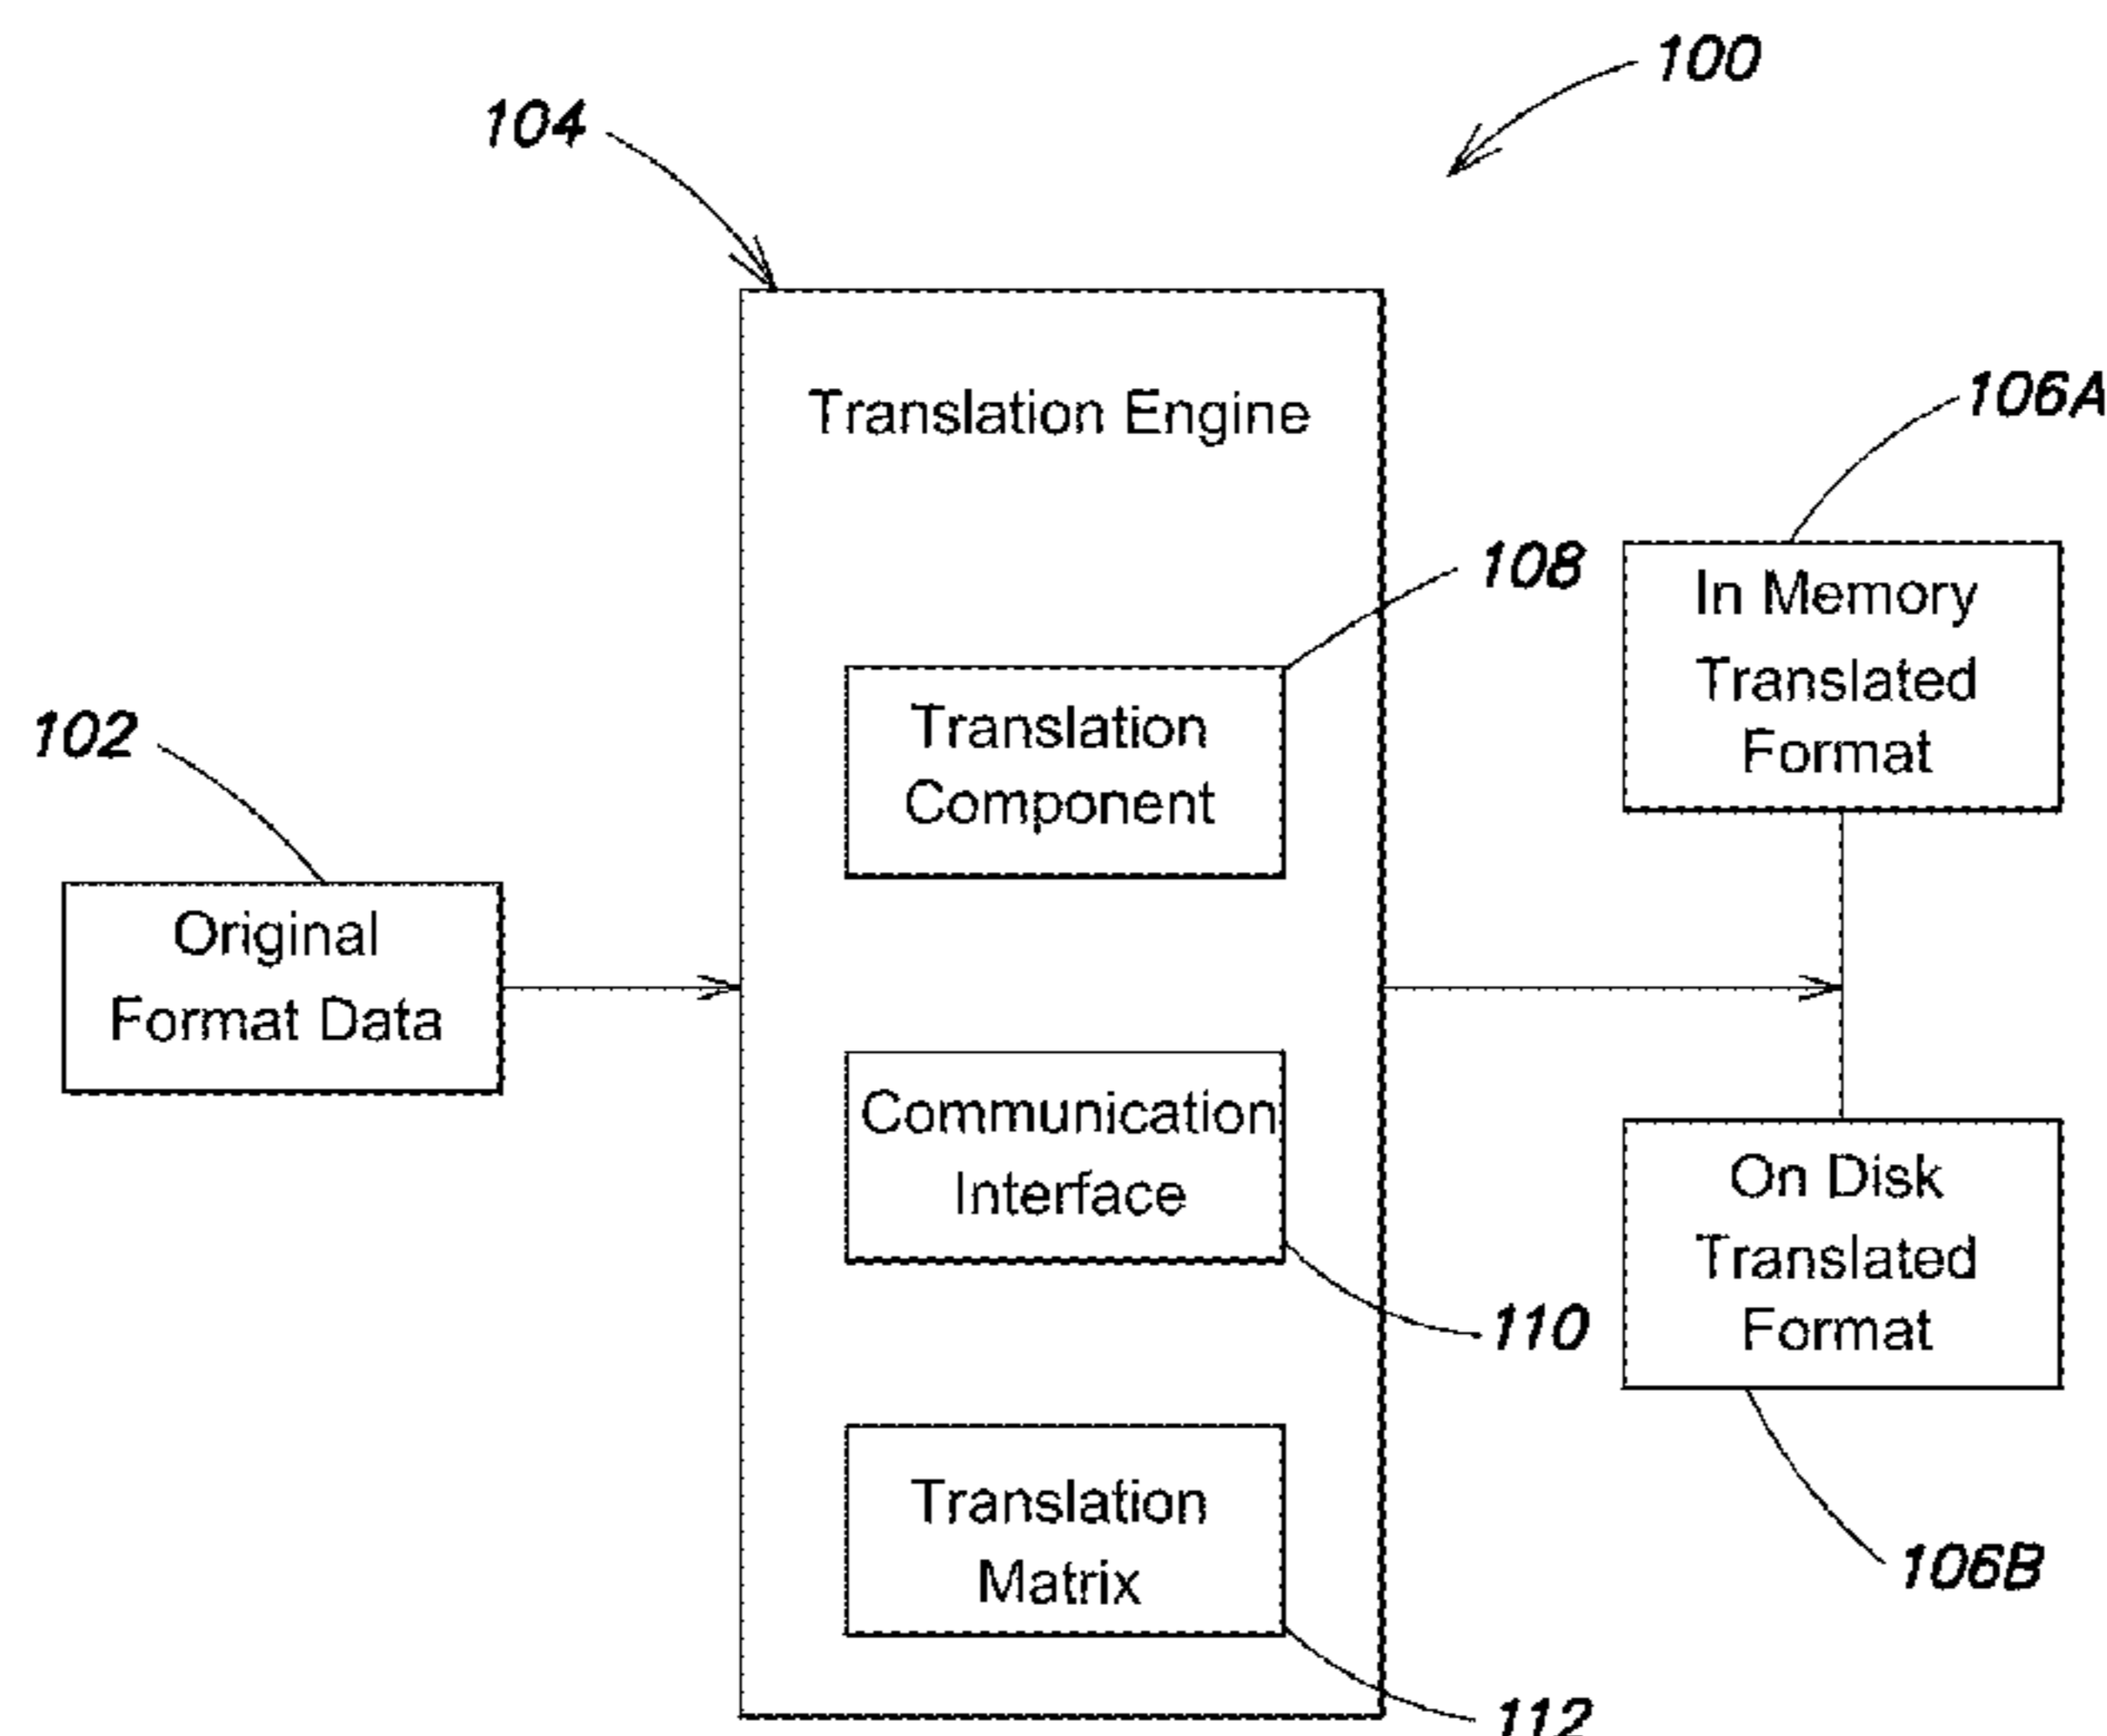 100
104
Translation Engine
106A
108
In Memory
Translated
Format
Translation
Component
102
Original
Format Data
Communication
Interface
110
On Disk
Translated
Format
Translation
Matrix
106B
112